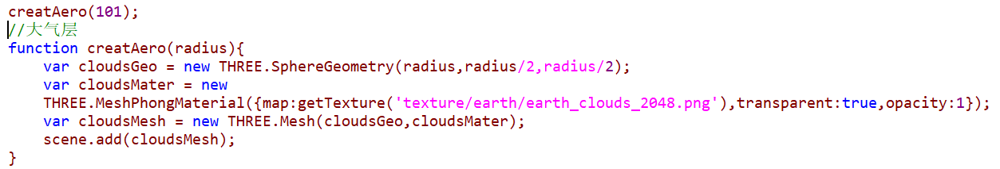 creatAero(101);
//大气层
function creatAero(radius){
    var cloudsGeo = new THREE.SphereGeometry(radius,radius/2,radius/2);
    var cloudsMater = new
    THREE.MeshPhongMaterial({map:getTexture('texture/earth/earth_clouds_2048.png'),transparent:true,opacity:1});
    var cloudsMesh = new THREE.Mesh(cloudsGeo,cloudsMater);
    scene.add(cloudsMesh);
}